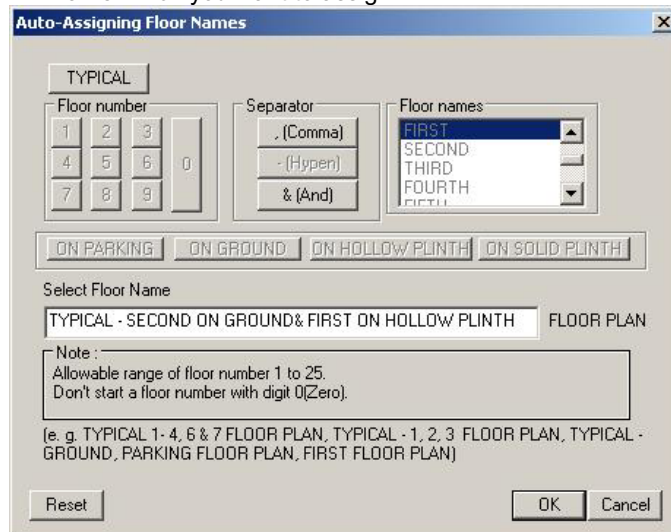 Auto-Assigning Floor Names
TYPICAL
Floor number
1 2 3
4 5 6 0
7 8 9
Separator
, (Comma)
- (Hypen)
& (And)
Floor names
FIRST
SECOND
THIRD
FOURTH
FIFTH
ON PARKING ON GROUND ON HOLLOW PLINTH ON SOLID PLINTH
Select Floor Name
TYPICAL - SECOND ON GROUND& FIRST ON HOLLOW PLINTH FLOOR PLAN
Note :
Allowable range of floor number 1 to 25.
Don't start a floor number with digit 0(Zero).
(e. g. TYPICAL 1- 4, 6 & 7 FLOOR PLAN, TYPICAL - 1, 2, 3 FLOOR PLAN, TYPICAL -
GROUND, PARKING FLOOR PLAN, FIRST FLOOR PLAN)
Reset OK Cancel